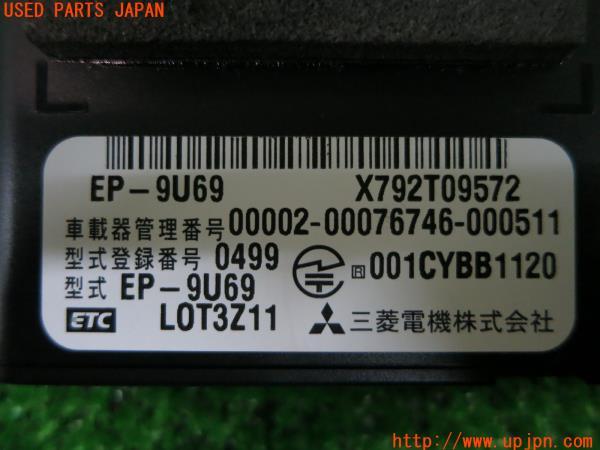 USED PARTS JAPAN
EP-9U69 X792T09572
車載器管理番号 00002-00076746-000511
型式登録番号 0499
R 001CYBB1120
型式 EP-9U69
ETC LOT3Z11 三菱電機株式会社
http://www.upjpn.com